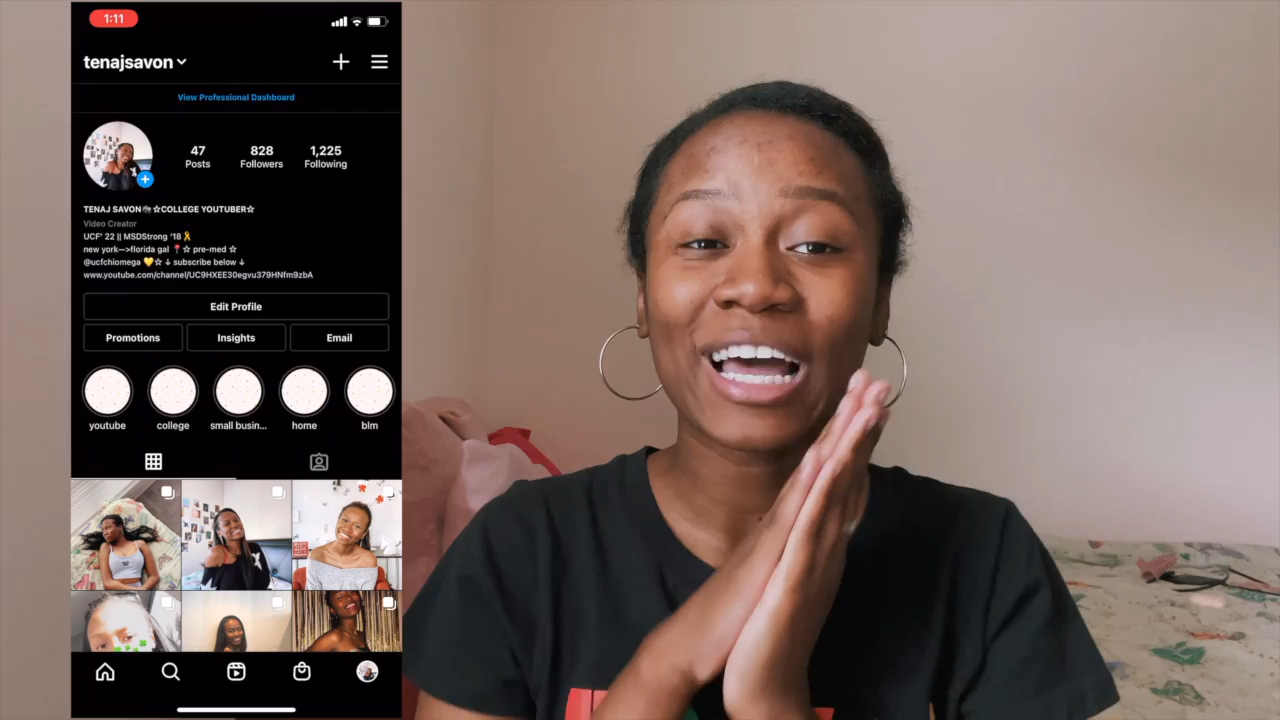 1:11
tenajsavon
View Professional Dashboard
47 828 1,225
Posts Followers Following
TENAJ SAVON🦇☆COLLEGE YOUTUBER☆
Video Creator
UCF' 22 || MSDStrong '18🎗️
new york—>florida gal 📍☆ pre-med ☆
@ucfchiomega 💛☆ ↓ subscribe below ↓
www.youtube.com/channel/UC9HXEE30egvu379HNfm9zbA
Edit Profile
Promotions Insights Email
youtube college small busin... home blm